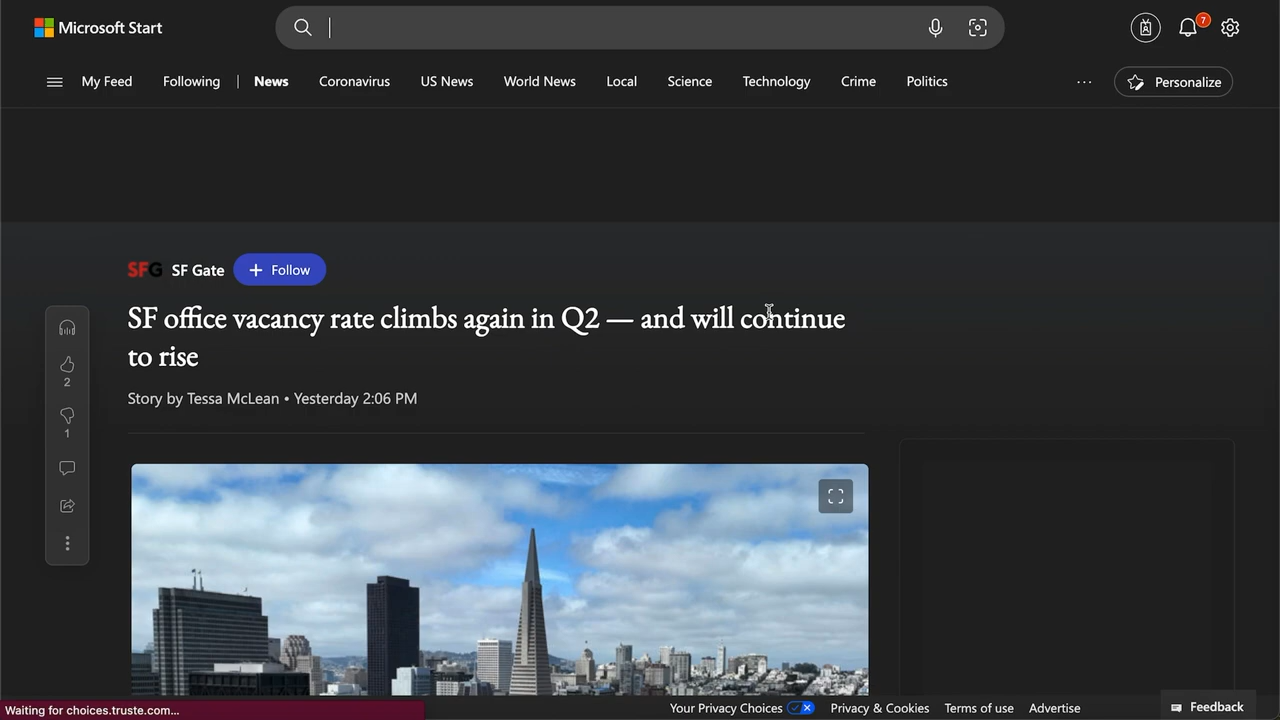 Microsoft Start
7
My Feed Following News Coronavirus US News World News Local Science Technology Crime Politics ... Personalize
SFG SF Gate + Follow
SF office vacancy rate climbs again in Q2 — and will continue
to rise
Story by Tessa McLean • Yesterday 2:06 PM
2
1
Waiting for choices.truste.com...
Your Privacy Choices Privacy & Cookies Terms of use Advertise Feedback